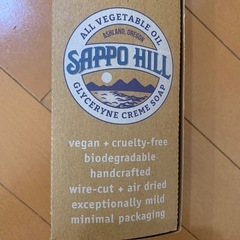 ALL VEGETABLE OIL
ASHLAND, OREGON
SAPPO HILL
GLYCERYNE CREME SOAP
vegan + cruelty-free
biodegradable
handcrafted
wire-cut + air dried
exceptionally mild
minimal packaging